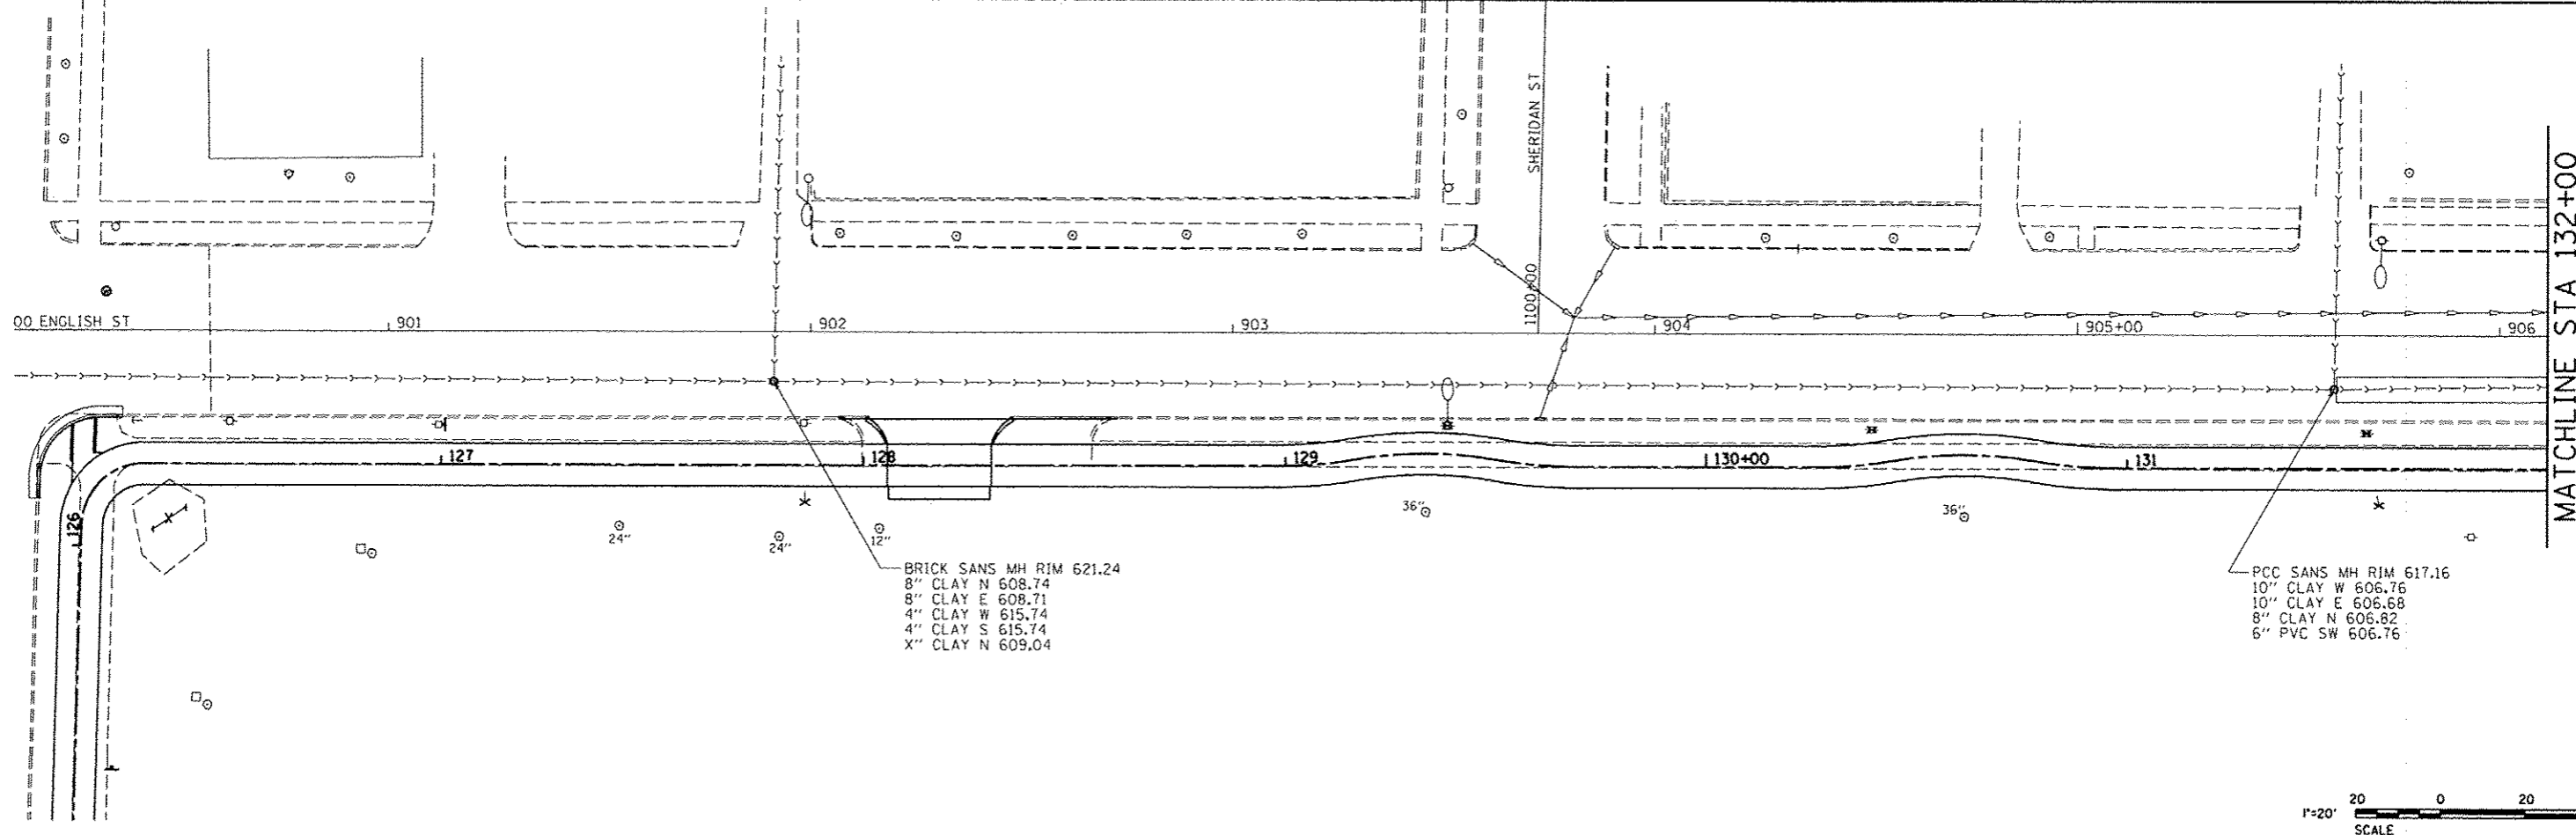 SHERIDAN ST
1100+00
00 ENGLISH ST
901
902
903
904
905+00
906
MATCHLINE STA 132+00
126
127
128
129
130+00
131
24"
24"
12"
36"
36"
BRICK SANS MH RIM 621.24
8" CLAY N 608.74
8" CLAY E 608.71
4" CLAY W 615.74
4" CLAY S 615.74
X" CLAY N 609.04
PCC SANS MH RIM 617.16
10" CLAY W 606.76
10" CLAY E 606.68
8" CLAY N 606.82
6" PVC SW 606.76
1"=20'
20 0 20
SCALE